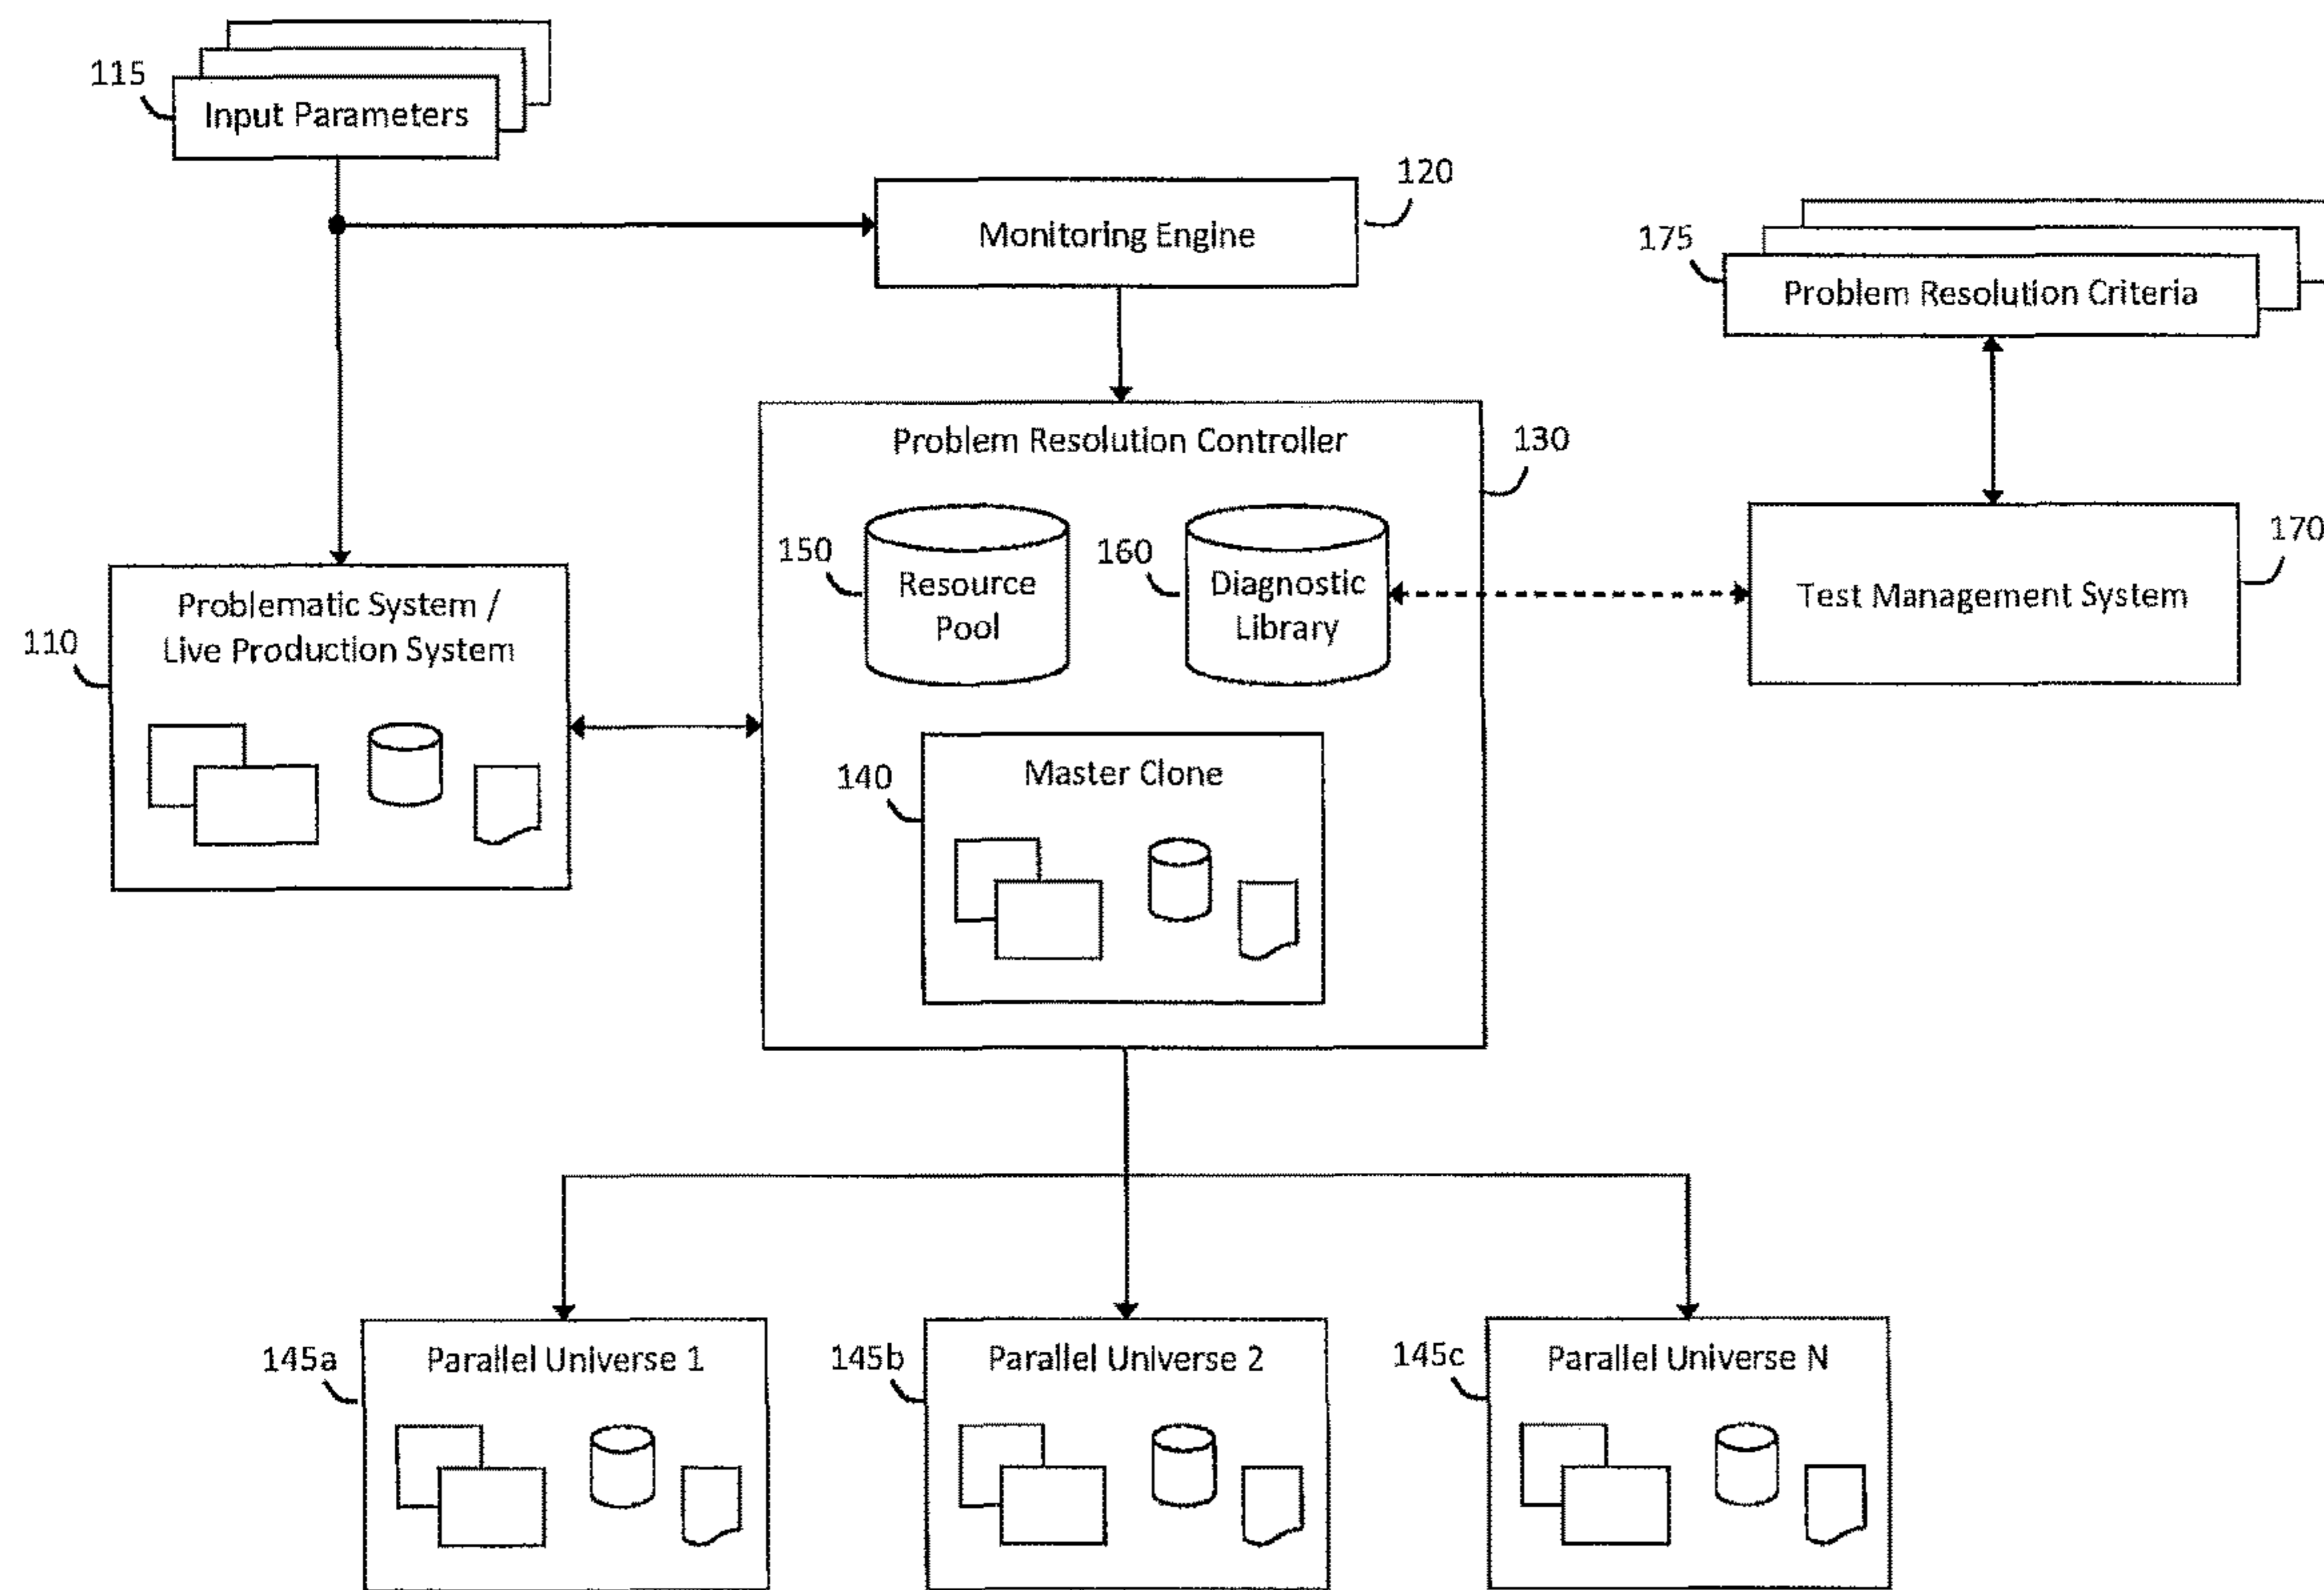 115
Input Parameters
120
Monitoring Engine
175
Problem Resolution Criteria
Problem Resolution Controller
130
150
Resource
Pool
160
Diagnostic
Library
170
Test Management System
110
Problematic System /
Live Production System
140
Master Clone
145a
Parallel Universe 1
145b
Parallel Universe 2
145c
Parallel Universe N